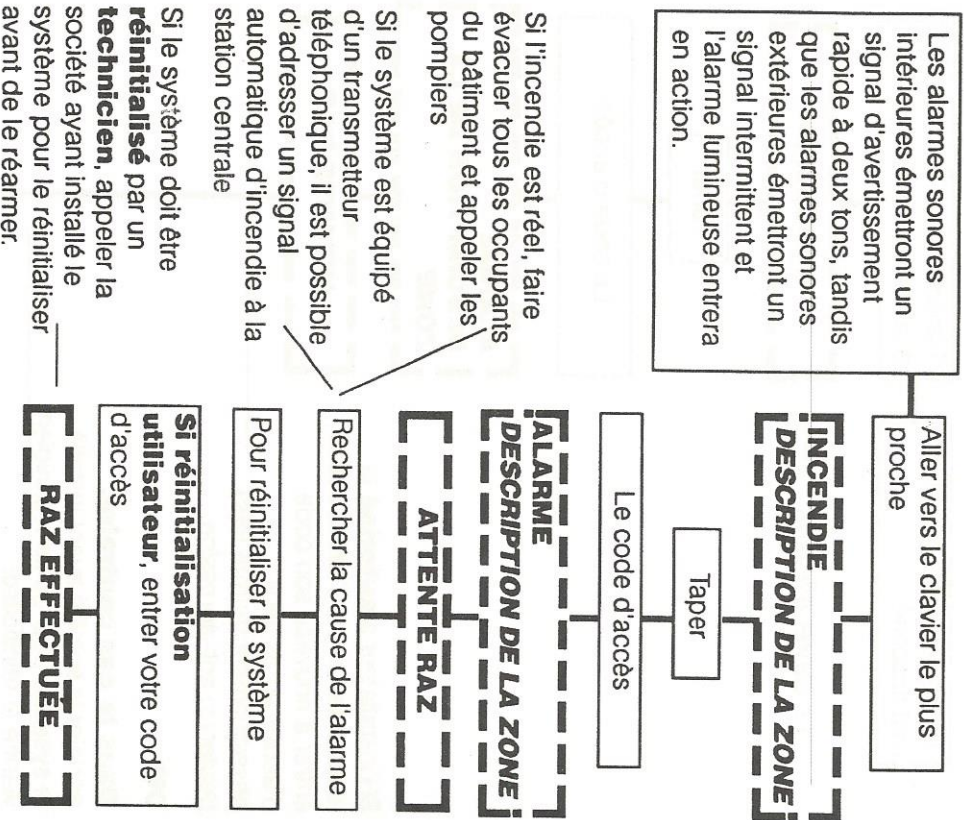 Les alarmes sonores
intérieures émettront un
signal d'avertissement
rapide à deux tons, tandis
que les alarmes sonores
extérieures émettront un
signal intermittent et
l'alarme lumineuse entrera
en action.
Aller vers le clavier le plus
proche
INCENDIE
DESCRIPTION DE LA ZONE
Taper
Le code d'accès
ALARME
DESCRIPTION DE LA ZONE
ATTENTE RAZ
Si l'incendie est réel, faire
évacuer tous les occupants
du bâtiment et appeler les
pompiers
Si le système est équipé
d'un transmetteur
téléphonique, il est possible
d'adresser un signal
automatique d'incendie à la
station centrale
Rechercher la cause de l'alarme
Pour réinitialiser le système
Si réinitialisation
utilisateur, entrer votre code
d'accès
Si le système doit être
réinitialisé par un
technicien, appeler la
société ayant installé le
système pour le réinitialiser
avant de le réarmer.
RAZ EFFECTUÉE